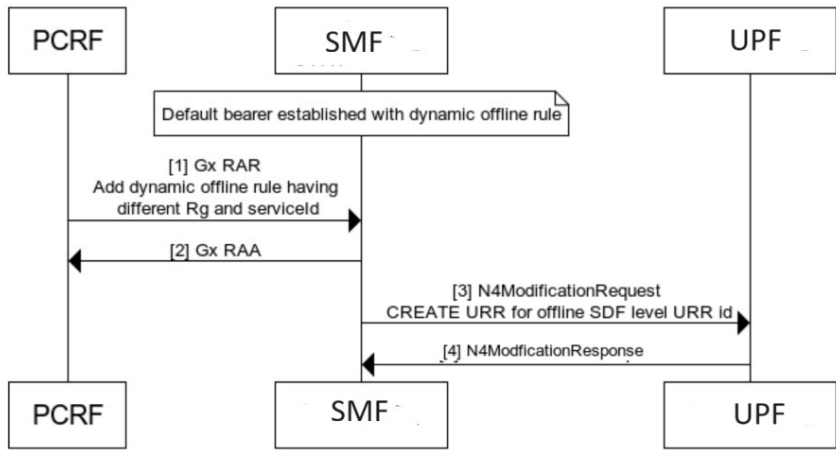 PCRF
SMF
UPF
Default bearer established with dynamic offline rule
[1] Gx RAR
Add dynamic offline rule having
different Rg and serviceId
[2] Gx RAA
[3] N4ModificationRequest
CREATE URR for offline SDF level URR id
[4] N4ModficationResponse
PCRF
SMF
UPF